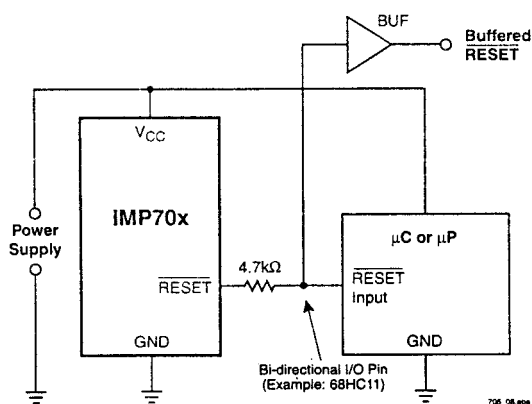 BUF
Buffered
RESET
VCC
IMP70x
Power
Supply
μC or μP
4.7kΩ
RESET
RESET
Input
GND
GND
Bi-directional I/O Pin
(Example: 68HC11)